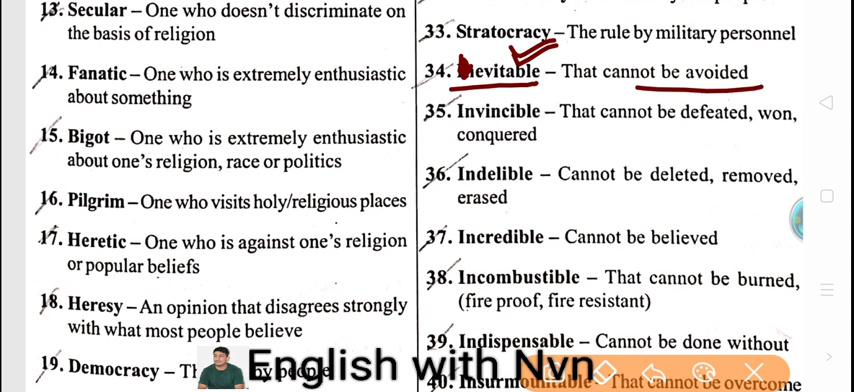 13. Secular – One who doesn't discriminate on
the basis of religion
14. Fanatic – One who is extremely enthusiastic
about something
15. Bigot – One who is extremely enthusiastic
about one's religion, race or politics
16. Pilgrim – One who visits holy/religious places
17. Heretic – One who is against one's religion
or popular beliefs
18. Heresy – An opinion that disagrees strongly
with what most people believe
19. Democracy –
33. Stratocracy – The rule by military personnel
34. Inevitable – That cannot be avoided
35. Invincible – That cannot be defeated, won,
conquered
36. Indelible – Cannot be deleted, removed,
erased
37. Incredible – Cannot be believed
38. Incombustible – That cannot be burned,
(fire proof, fire resistant)
39. Indispensable – Cannot be done without
40. Insurmountable – That cannot be overcome
English with Nvn